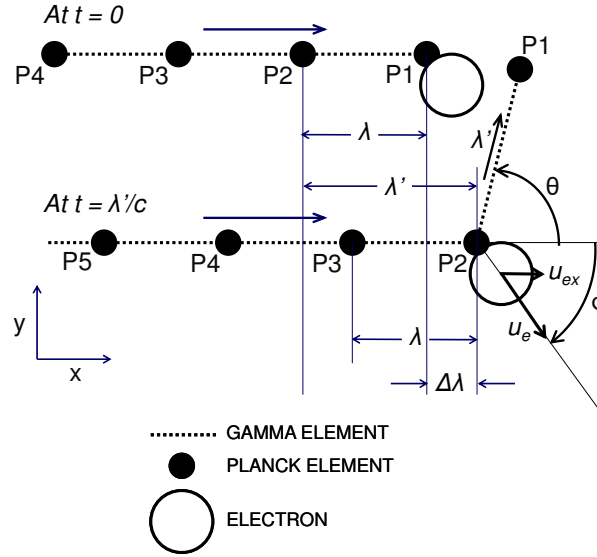 At t = 0
P4
P3
P2
P1
P1
λ
λ'
λ'
θ
At t = λ'/c
P5
P4
P3
P2
u_ex
u_e
y
x
λ
Δλ
GAMMA ELEMENT
PLANCK ELEMENT
ELECTRON